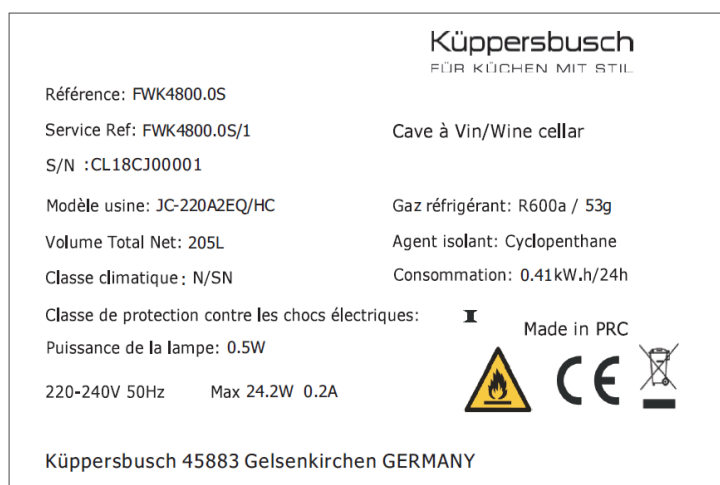 Küppersbusch
FÜR KÜCHEN MIT STIL
Référence: FWK4800.0S
Service Ref: FWK4800.0S/1
Cave à Vin/Wine cellar
S/N :CL18CJ00001
Modèle usine: JC-220A2EQ/HC
Gaz réfrigérant: R600a / 53g
Volume Total Net: 205L
Agent isolant: Cyclopenthane
Classe climatique: N/SN
Consommation: 0.41kW.h/24h
Classe de protection contre les chocs électriques: I
Made in PRC
Puissance de la lampe: 0.5W
220-240V 50Hz Max 24.2W 0.2A
CE
Küppersbusch 45883 Gelsenkirchen GERMANY